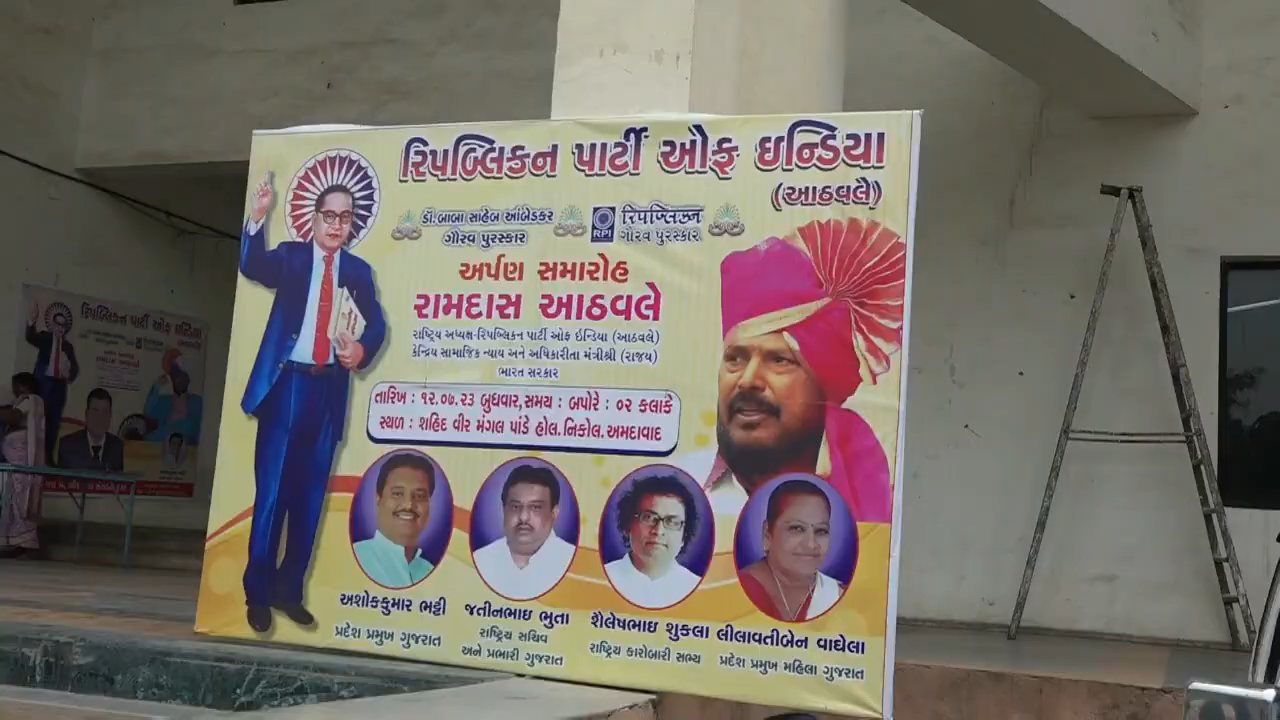 રિપબ્લિકન પાર્ટી ઓફ ઇન્ડિયા
(આઠવલે)
ડૉ. બાબા સાહેબ આંબેડકર
ગૌરવ પુરસ્કાર
RPI
રિપબ્લિકન
ગૌરવ પુરસ્કાર
અર્પણ સમારોહ
રામદાસ આઠવલે
રાષ્ટ્રિય અધ્યક્ષ-રિપબ્લિકન પાર્ટી ઓફ ઇન્ડિયા (આઠવલે)
કેન્દ્રિય સામાજિક ન્યાય અને અધિકારીતા મંત્રીશ્રી (રાજય)
ભારત સરકાર
તારિખ : ૧૨.૦૭.૨૩ બુધવાર, સમય : બપોરે : ૦૨ કલાકે
સ્થળ : શહિદ વીર મંગલ પાંડે હોલ. નિકોલ. અમદાવાદ
અશોકકુમાર ભટ્ટી
પ્રદેશ પ્રમુખ ગુજરાત
જતીનભાઇ ભુતા
રાષ્ટ્રિય સચિવ
અને પ્રભારી ગુજરાત
શૈલેષભાઇ શુકલા
રાષ્ટ્રિય કારોબારી સભ્ય
લીલાવતીબેન વાઘેલા
પ્રદેશ પ્રમુખ મહિલા ગુજરાત
રિપબ્લિકન પાર્ટી ઓફ ઇન્ડિયા